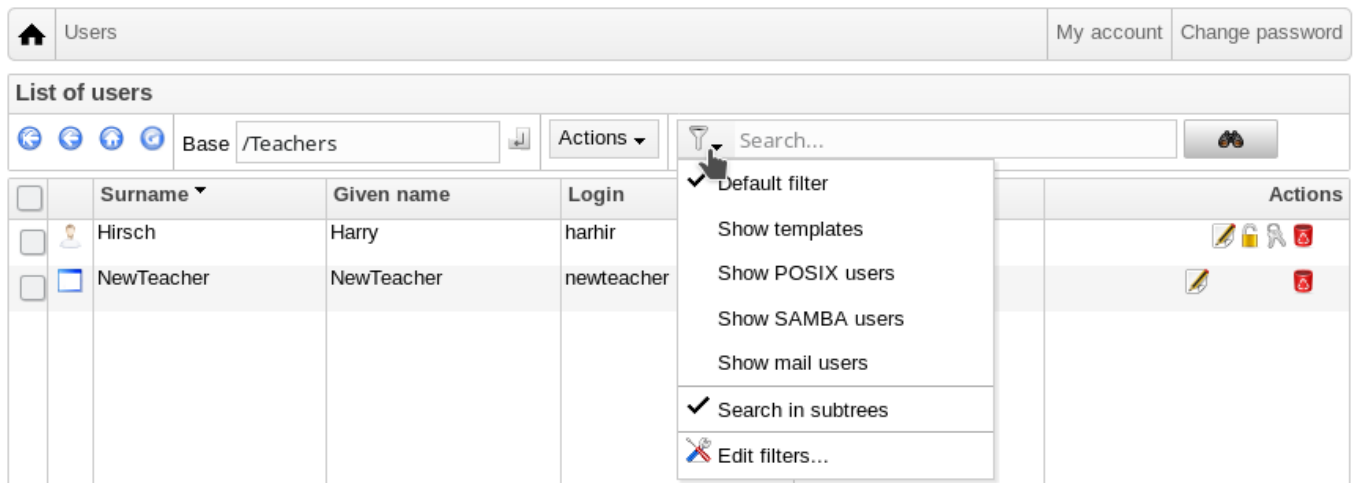 Users My account Change password
List of users
Base /Teachers Actions Search...
Surname Given name Login Actions
Hirsch Harry harhir
NewTeacher NewTeacher newteacher
Default filter
Show templates
Show POSIX users
Show SAMBA users
Show mail users
Search in subtrees
Edit filters...